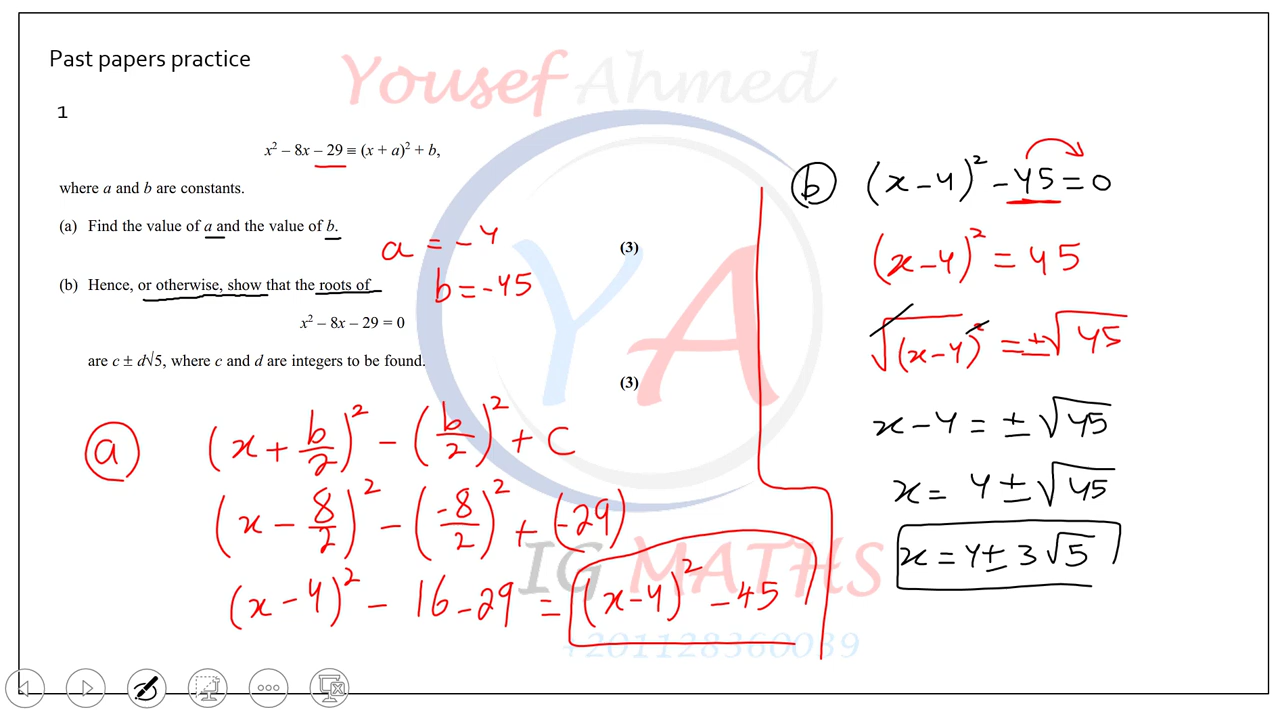 Past papers practice
Yousef Ahmed
1
x² – 8x – 29 ≡ (x + a)² + b,
where a and b are constants.
(a) Find the value of a and the value of b.
a = -4
(3)
b = -45
(b) Hence, or otherwise, show that the roots of
x² – 8x – 29 = 0
are c ± d√5, where c and d are integers to be found.
(3)
YA
IG MATHS
+201128360039
a
(x + b/2)² - (b/2)² + C
(x - 8/2)² - (-8/2)² + (-29)
(x-4)² - 16 - 29 = (x-4)² - 45
b
(x-4)² - 45 = 0
(x-4)² = 45
√(x-4)² = ±√45
x-4 = ±√45
x = 4 ± √45
x = 4 ± 3√5